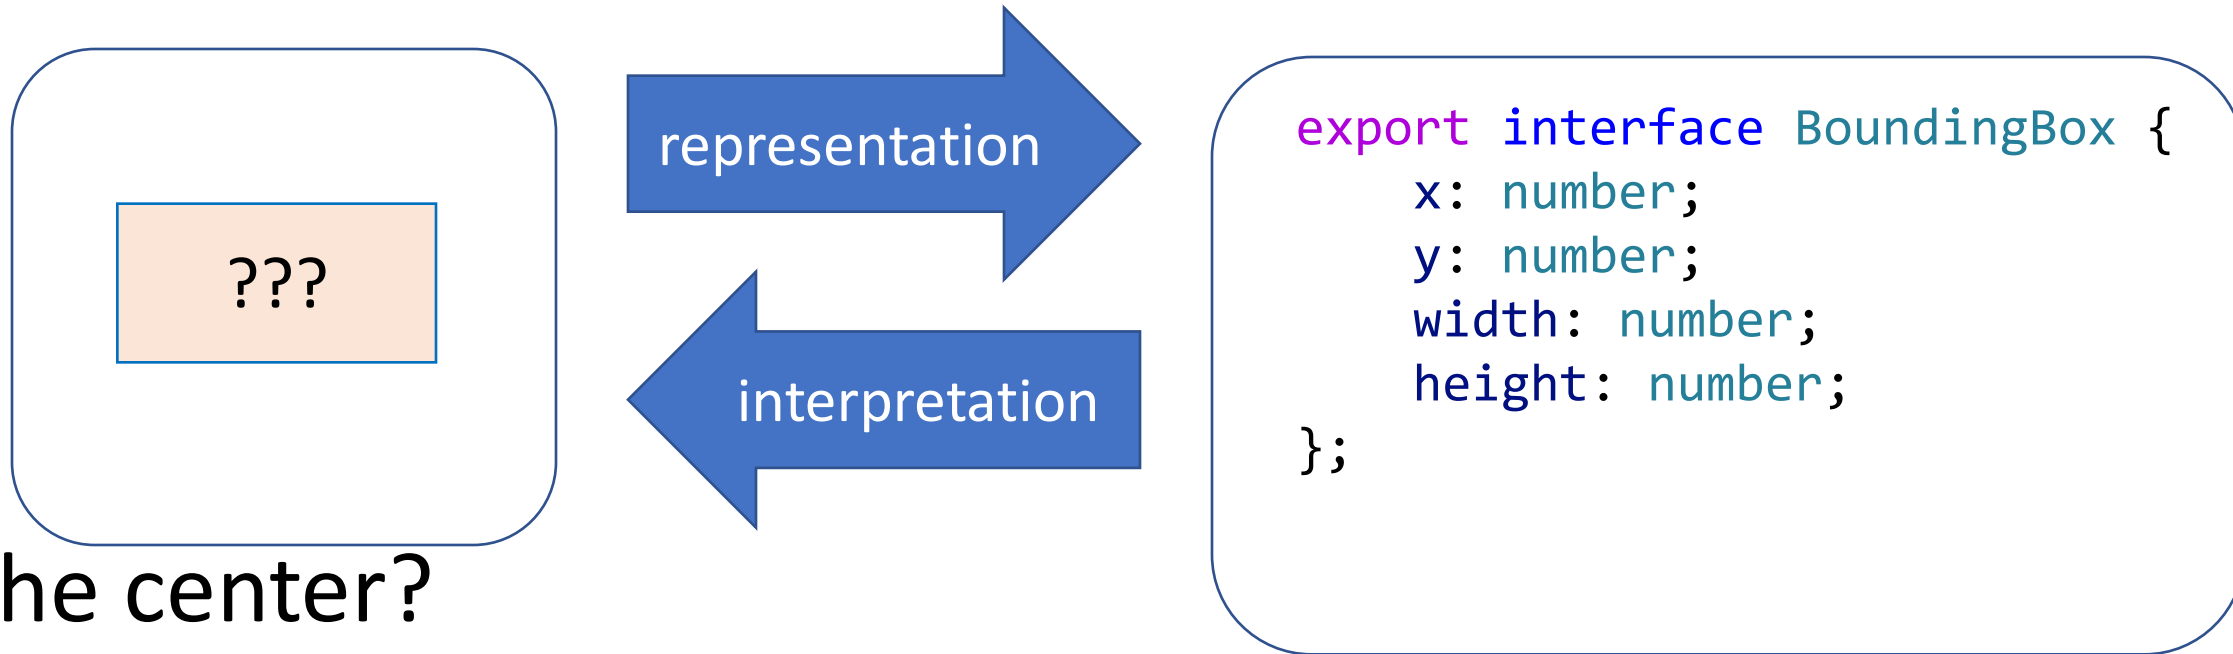 ???
representation
interpretation
export interface BoundingBox {
x: number;
y: number;
width: number;
height: number;
};
he center?